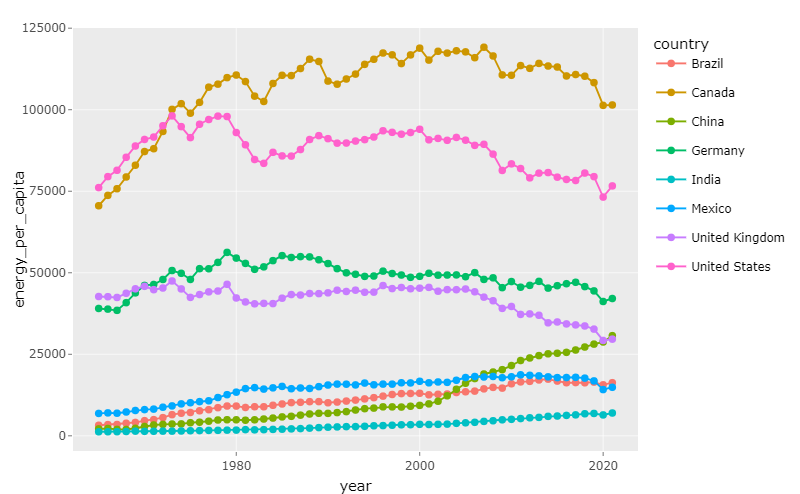 125000
100000
75000
50000
25000
0
energy_per_capita
1980
2000
2020
year
country
Brazil
Canada
China
Germany
India
Mexico
United Kingdom
United States